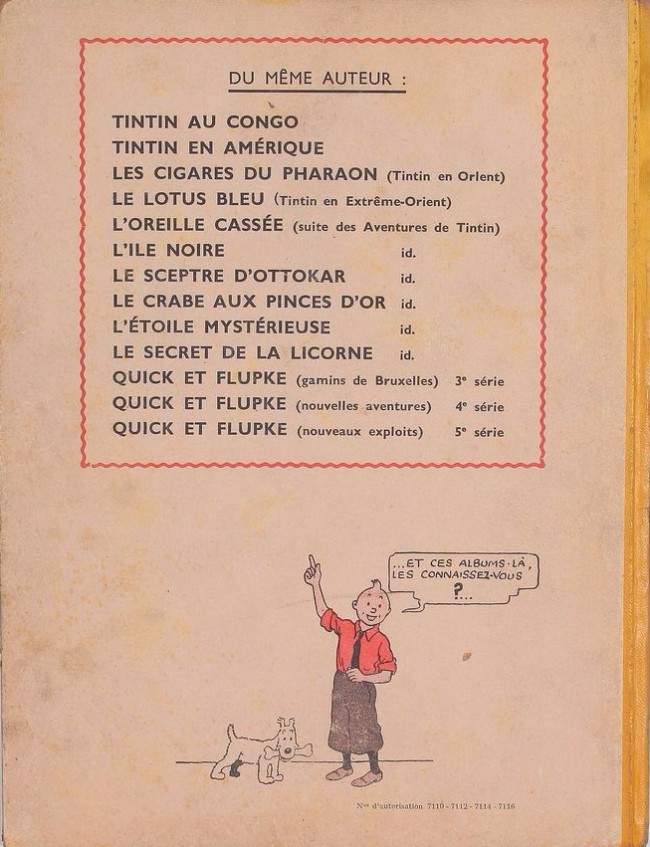 DU MÊME AUTEUR :
TINTIN AU CONGO
TINTIN EN AMÉRIQUE
LES CIGARES DU PHARAON (Tintin en Orient)
LE LOTUS BLEU (Tintin en Extrême-Orient)
L'OREILLE CASSÉE (suite des Aventures de Tintin)
L'ILE NOIRE id.
LE SCEPTRE D'OTTOKAR id.
LE CRABE AUX PINCES D'OR id.
L'ÉTOILE MYSTÉRIEUSE id.
LE SECRET DE LA LICORNE id.
QUICK ET FLUPKE (gamins de Bruxelles) 3e série
QUICK ET FLUPKE (nouvelles aventures) 4e série
QUICK ET FLUPKE (nouveaux exploits) 5e série
...ET CES ALBUMS-LÀ,
LES CONNAISSEZ-VOUS
?...
Nos d'autorisation 7110 - 7112 - 7114 - 7116